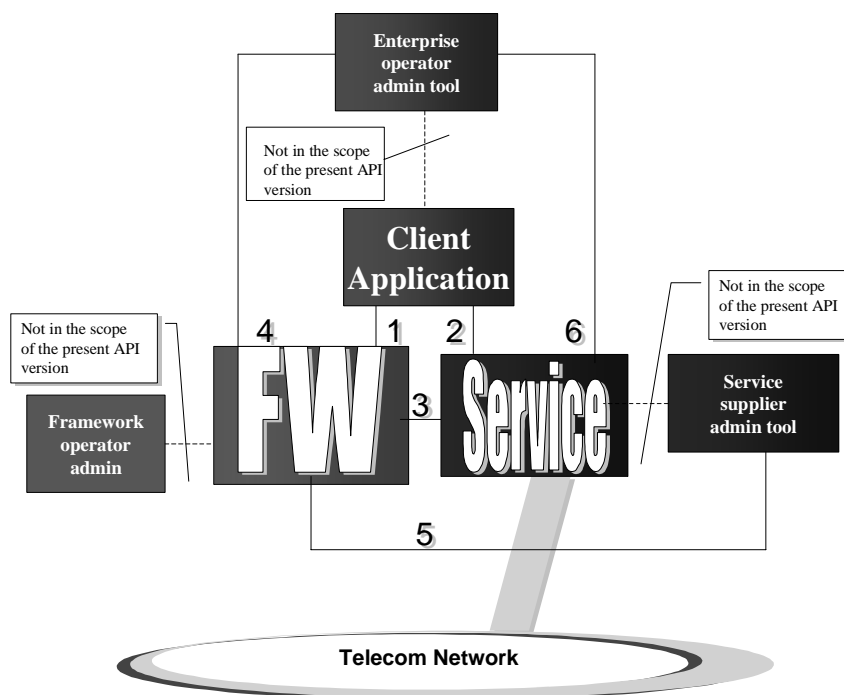 Enterprise
operator
admin tool
Not in the scope
of the present API
version
Client
Application
Not in the scope
of the present API
version
Not in the scope
of the present API
version
4
1
2
6
FW
3
Service
Service
supplier
admin tool
Framework
operator
admin
5
Telecom Network